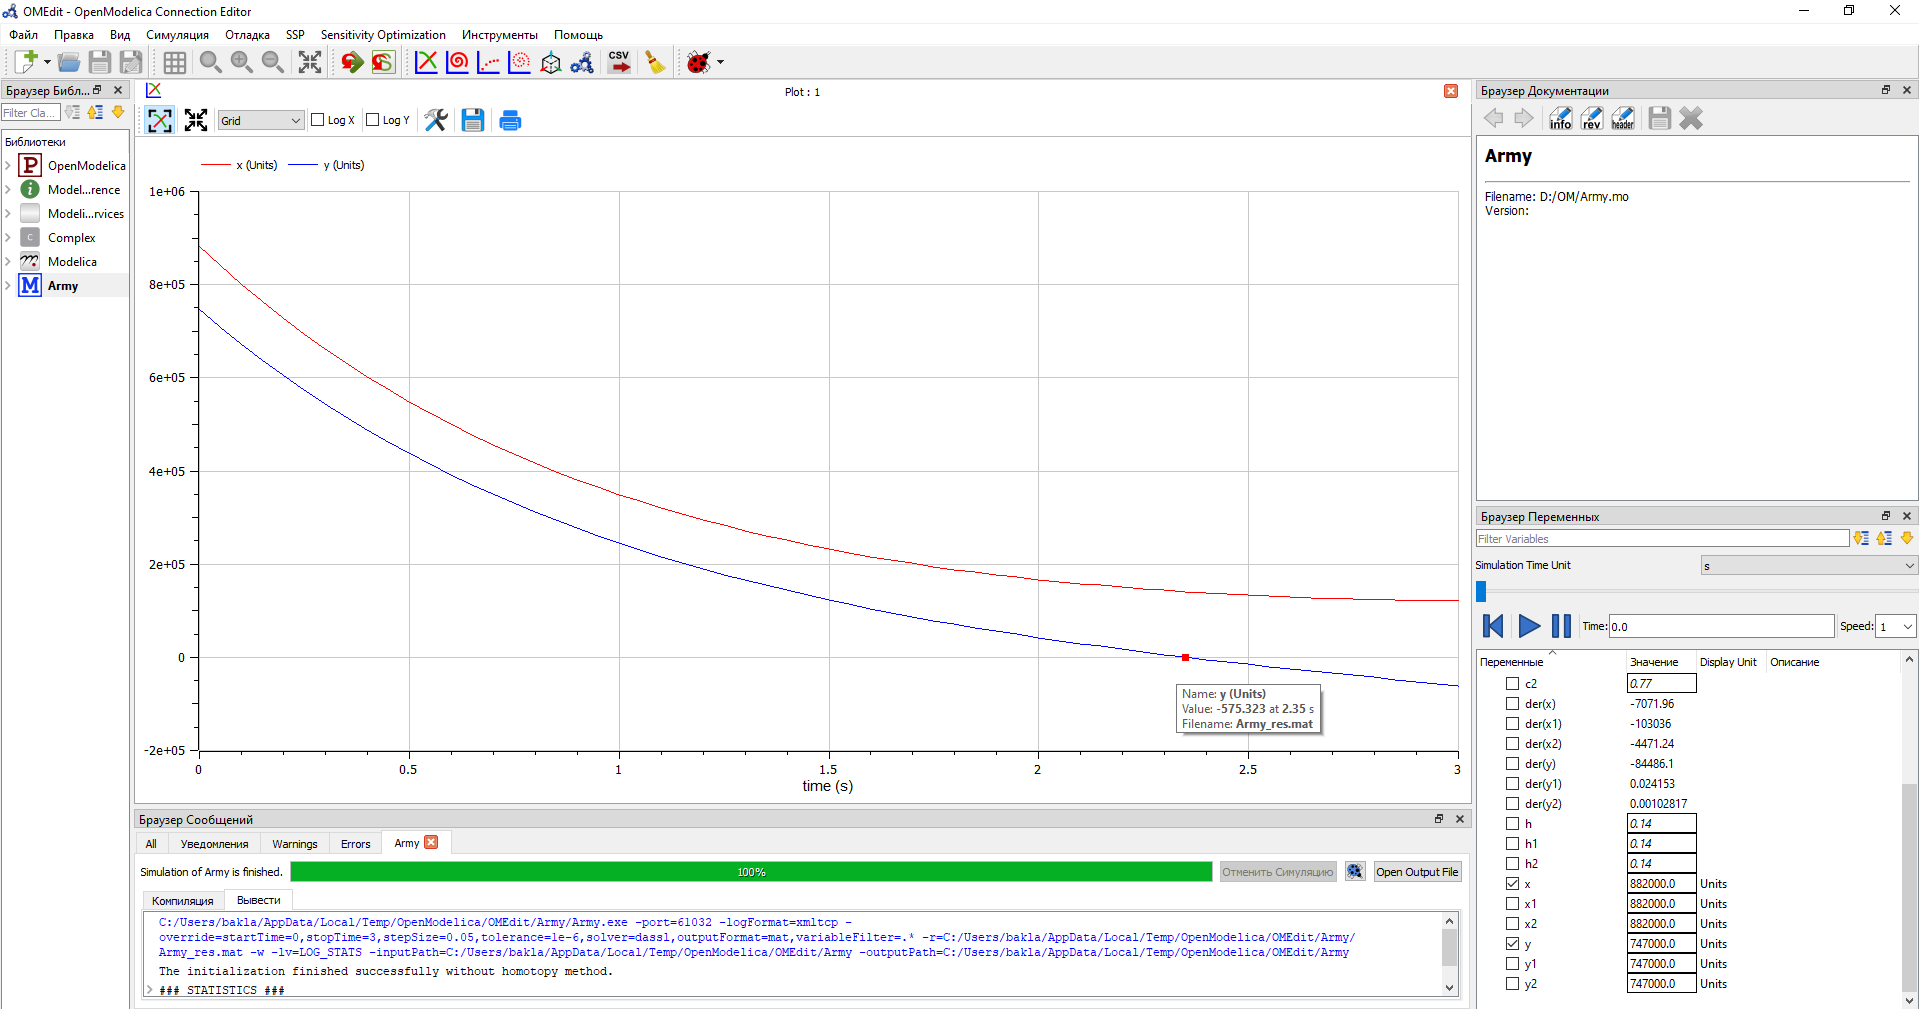 OMEdit - OpenModelica Connection Editor
Файл Правка Вид Симуляция Отладка SSP Sensitivity Optimization Инструменты Помощь
CSV
Браузер Библ...
Filter Cla...
Библиотеки
P OpenModelica
i Model...rence
Modeli...rvices
C Complex
m Modelica
M Army
Plot : 1
Grid Log X Log Y
x (Units) y (Units)
1e+06
8e+05
6e+05
4e+05
2e+05
0
-2e+05
0 0.5 1 1.5 2 2.5 3
time (s)
Name: y (Units)
Value: -575.323 at 2.35 s
Filename: Army_res.mat
Браузер Сообщений
All Уведомления Warnings Errors Army
Simulation of Army is finished. 100% Отменить Симуляцию Open Output File
Компиляция Вывести
C:/Users/bakla/AppData/Local/Temp/OpenModelica/OMEdit/Army/Army.exe -port=61032 -logFormat=xmltcp -
override=startTime=0,stopTime=3,stepSize=0.05,tolerance=1e-6,solver=dassl,outputFormat=mat,variableFilter=.* -r=C:/Users/bakla/AppData/Local/Temp/OpenModelica/OMEdit/Army/
Army_res.mat -w -lv=LOG_STATS -inputPath=C:/Users/bakla/AppData/Local/Temp/OpenModelica/OMEdit/Army -outputPath=C:/Users/bakla/AppData/Local/Temp/OpenModelica/OMEdit/Army
The initialization finished successfully without homotopy method.
### STATISTICS ###
Браузер Документации
info rev header
Army
Filename: D:/OM/Army.mo
Version:
Браузер Переменных
Filter Variables
Simulation Time Unit s
Time: 0.0 Speed: 1
Переменные Значение Display Unit Описание
c2 0.77
der(x) -7071.96
der(x1) -103036
der(x2) -4471.24
der(y) -84486.1
der(y1) 0.024153
der(y2) 0.00102817
h 0.14
h1 0.14
h2 0.14
x 882000.0 Units
x1 882000.0 Units
x2 882000.0 Units
y 747000.0 Units
y1 747000.0 Units
y2 747000.0 Units